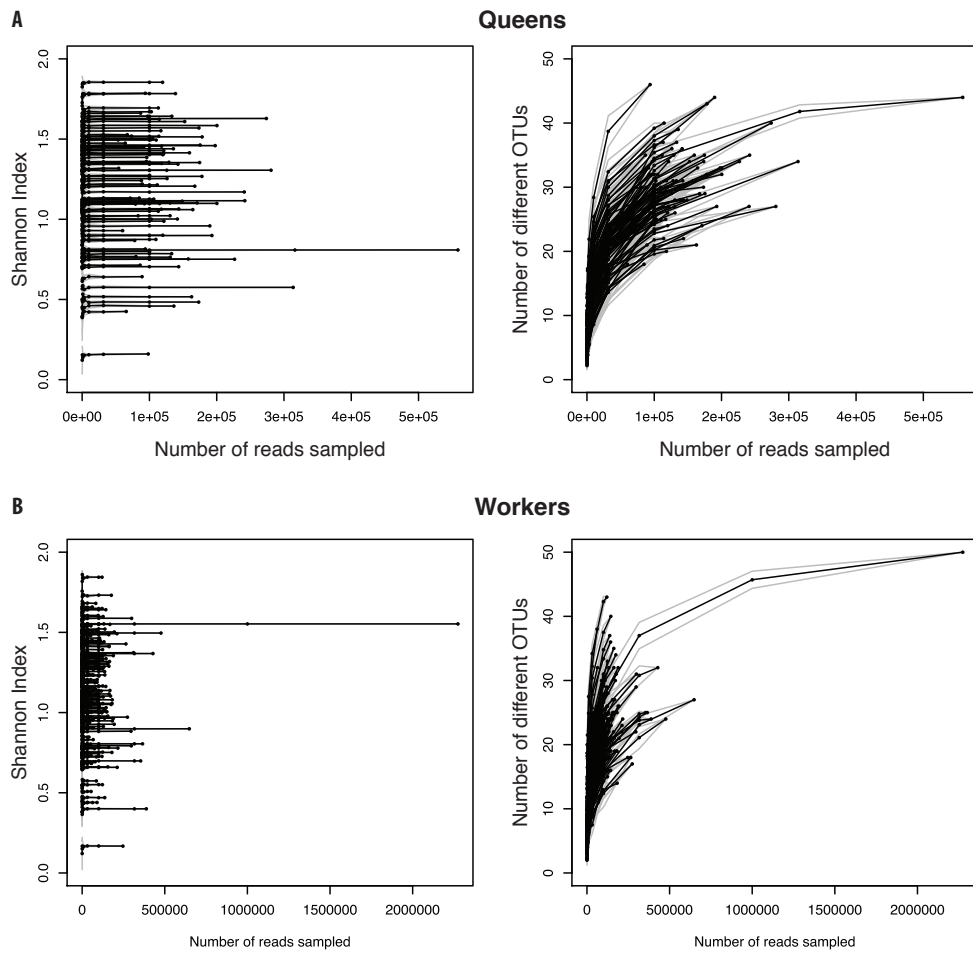 A
Queens
Shannon Index
0.0 0.5 1.0 1.5 2.0
0e+00 1e+05 2e+05 3e+05 4e+05 5e+05
Number of reads sampled
Number of different OTUs
0 10 20 30 40 50
0e+00 1e+05 2e+05 3e+05 4e+05 5e+05
Number of reads sampled
B
Workers
Shannon Index
0.0 0.5 1.0 1.5 2.0
0 500000 1000000 1500000 2000000
Number of reads sampled
Number of different OTUs
0 10 20 30 40 50
0 500000 1000000 1500000 2000000
Number of reads sampled